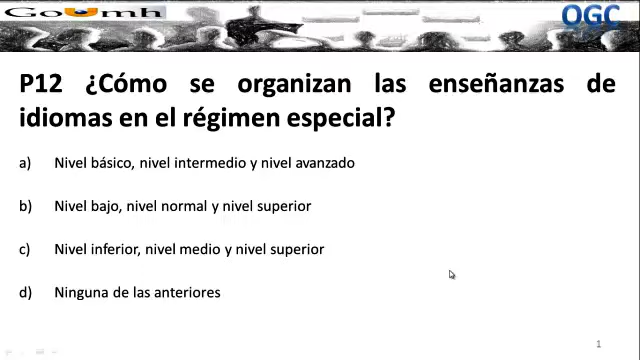 GoUmh
OGC
P12 ¿Cómo se organizan las enseñanzas de
idiomas en el régimen especial?
a) Nivel básico, nivel intermedio y nivel avanzado
b) Nivel bajo, nivel normal y nivel superior
c) Nivel inferior, nivel medio y nivel superior
d) Ninguna de las anteriores
1